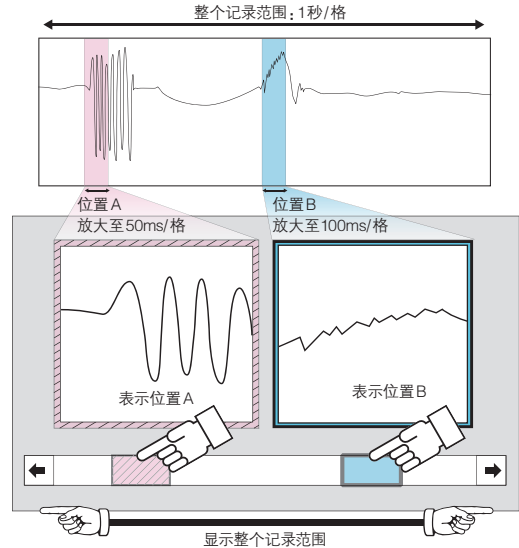 整个记录范围：1秒/格
位置A
放大至50ms/格
位置B
放大至100ms/格
表示位置A
表示位置B
显示整个记录范围